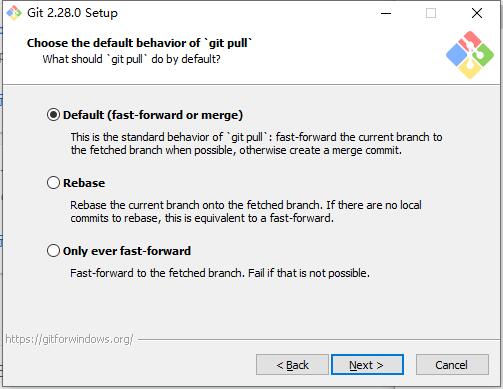 Git 2.28.0 Setup
Choose the default behavior of `git pull`
What should `git pull` do by default?
Default (fast-forward or merge)
This is the standard behavior of `git pull`: fast-forward the current branch to
the fetched branch when possible, otherwise create a merge commit.
Rebase
Rebase the current branch onto the fetched branch. If there are no local
commits to rebase, this is equivalent to a fast-forward.
Only ever fast-forward
Fast-forward to the fetched branch. Fail if that is not possible.
https://gitforwindows.org/
< Back
Next >
Cancel